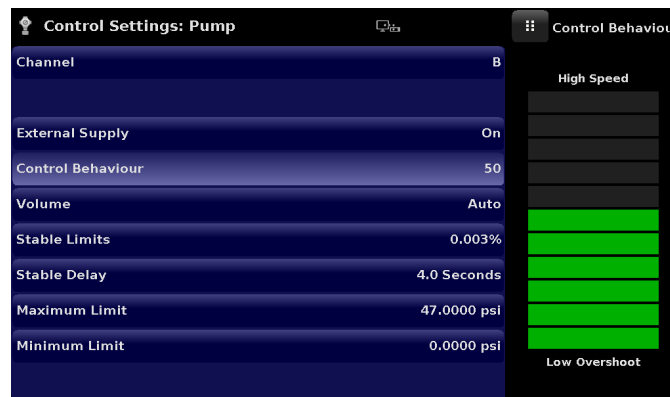 Control Settings: Pump
Channel B
External Supply On
Control Behaviour 50
Volume Auto
Stable Limits 0.003%
Stable Delay 4.0 Seconds
Maximum Limit 47.0000 psi
Minimum Limit 0.0000 psi
Control Behaviou
High Speed
Low Overshoot